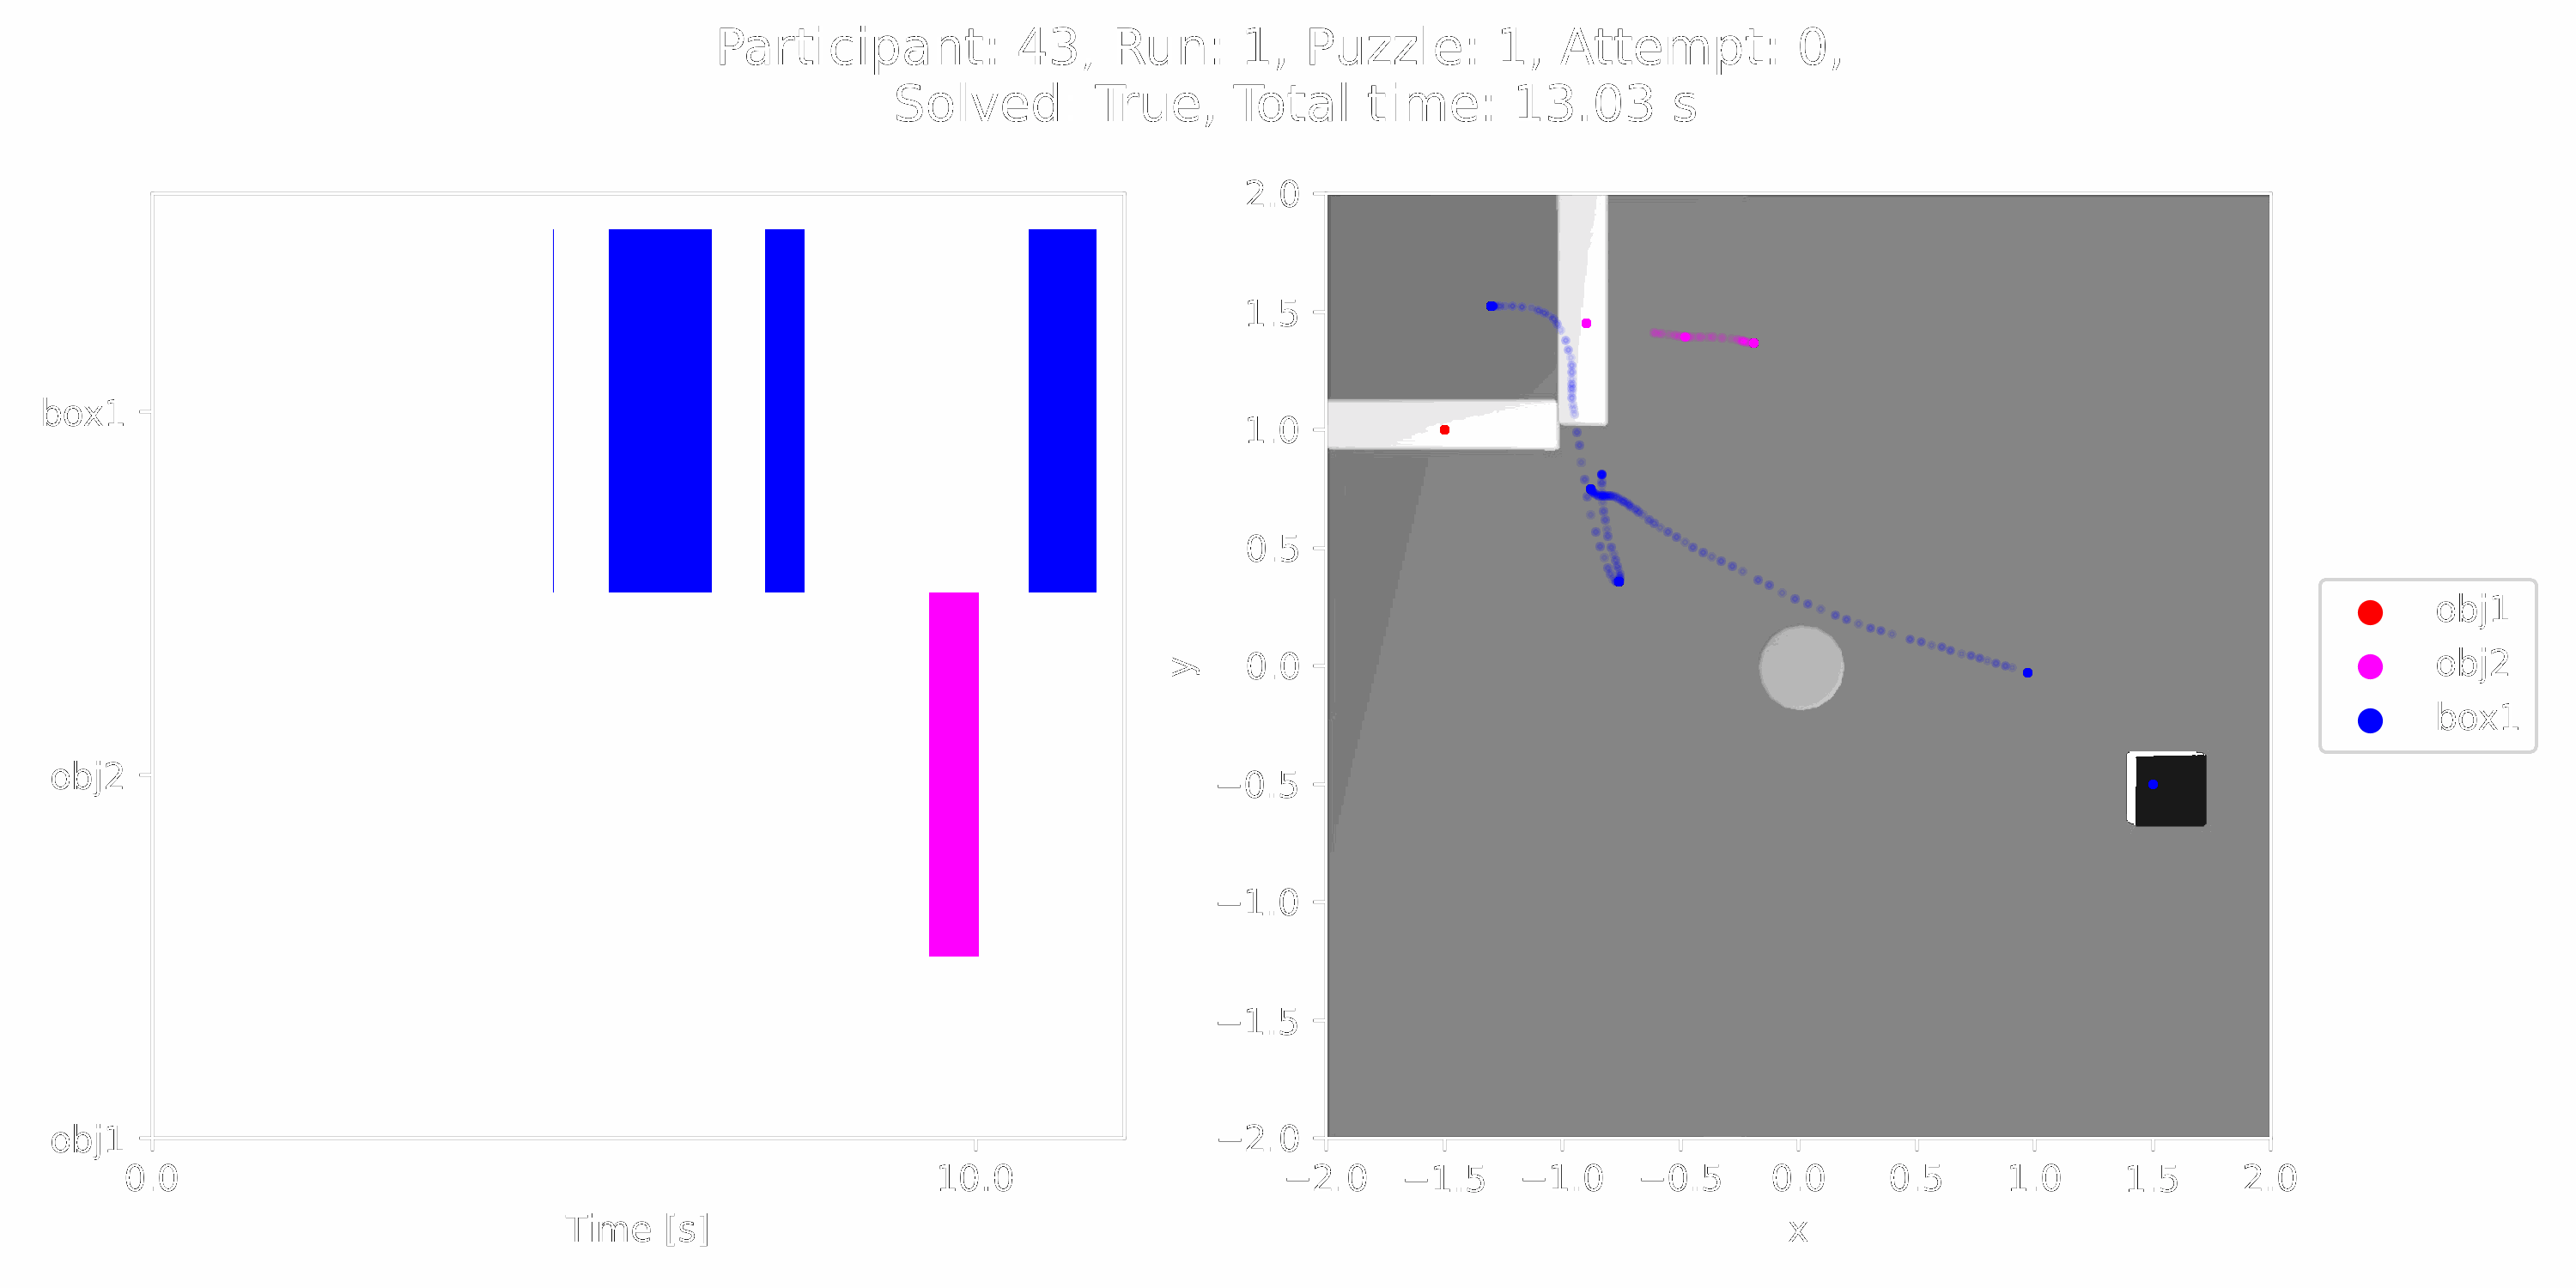 Participant: 43, Run: 1, Puzzle: 1, Attempt: 0,
Solved True, Total time: 13.03 s
box1
obj2
obj1
0.0
10.0
Time [s]
2.0
1.5
1.0
0.5
0.0
−0.5
−1.0
−1.5
−2.0
y
−2.0
−1.5
−1.0
−0.5
0.0
0.5
1.0
1.5
2.0
x
obj1
obj2
box1